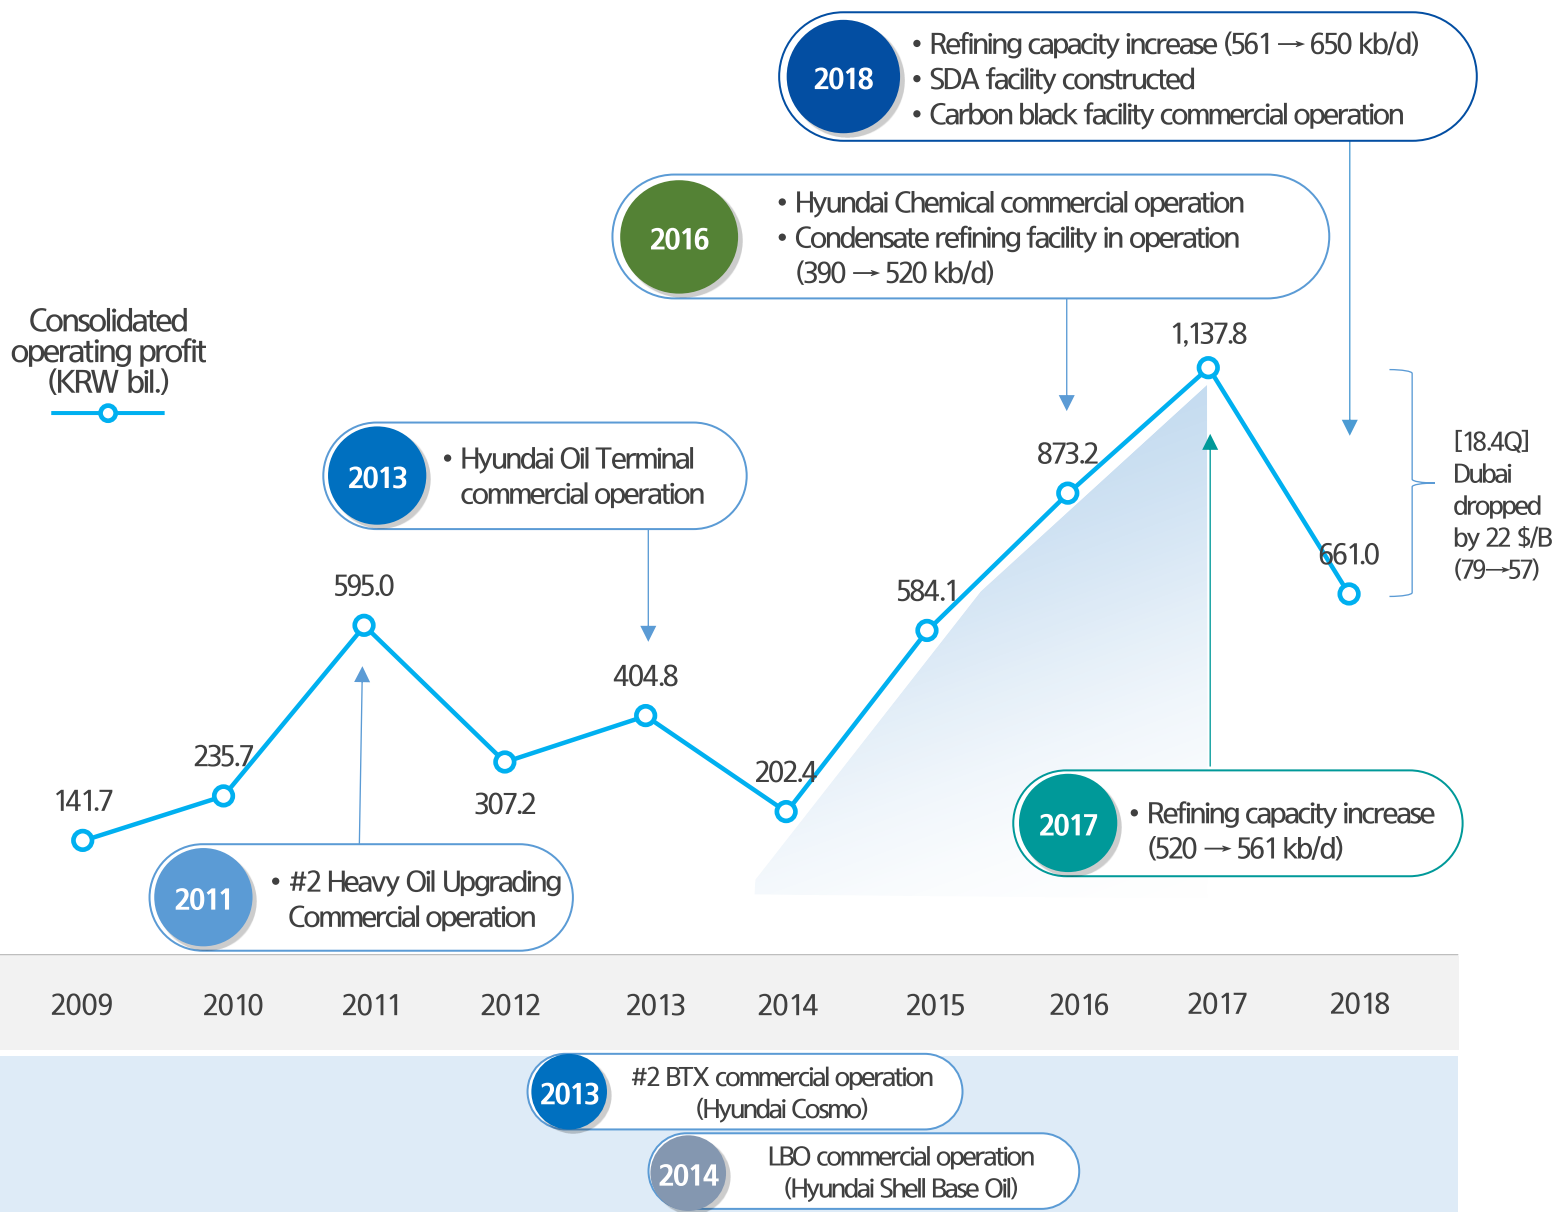 2018
• Refining capacity increase (561 → 650 kb/d)
• SDA facility constructed
• Carbon black facility commercial operation
2016
• Hyundai Chemical commercial operation
• Condensate refining facility in operation
(390 → 520 kb/d)
Consolidated
operating profit
(KRW bil.)
2013
• Hyundai Oil Terminal
commercial operation
141.7
235.7
595.0
307.2
404.8
202.4
584.1
873.2
1,137.8
661.0
[18.4Q]
Dubai
dropped
by 22 $/B
(79→57)
2011
• #2 Heavy Oil Upgrading
Commercial operation
2017
• Refining capacity increase
(520 → 561 kb/d)
2009
2010
2011
2012
2013
2014
2015
2016
2017
2018
2013
#2 BTX commercial operation
(Hyundai Cosmo)
2014
LBO commercial operation
(Hyundai Shell Base Oil)